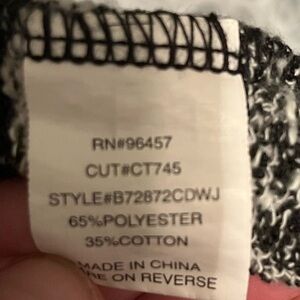 RN#96457
CUT#CT745
STYLE#B72872CDWJ
65%POLYESTER
35%COTTON
MADE IN CHINA
ON REVERSE